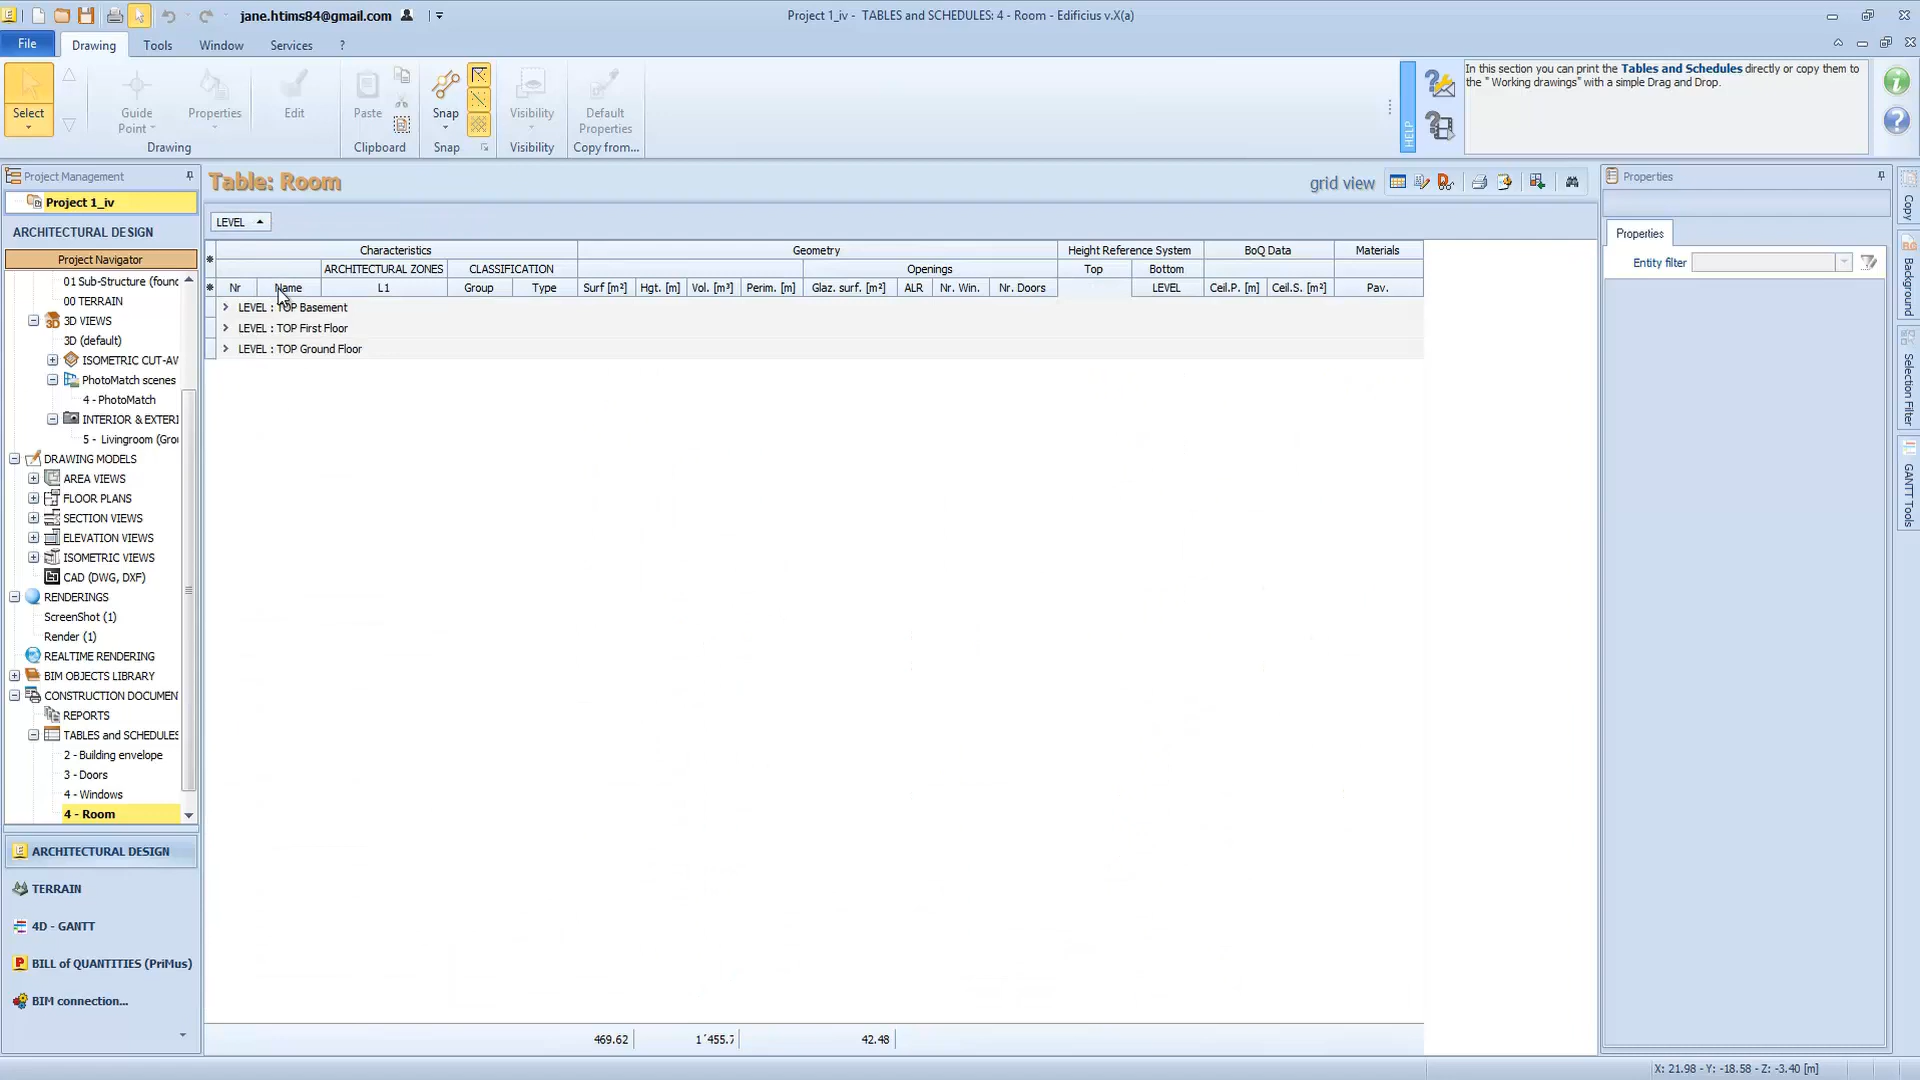 jane.htims84@gmail.com
Project 1_iv - TABLES and SCHEDULES: 4 - Room - Edificius v.X(a)
File
Drawing
Tools
Window
Services
?
Select
Guide Point
Properties
Edit
Drawing
Paste
Clipboard
Snap
Snap
Visibility
Visibility
Default Properties
Copy from...
HELP
In this section you can print the Tables and Schedules directly or copy them to
the " Working drawings" with a simple Drag and Drop.
Project Management
Project 1_iv
ARCHITECTURAL DESIGN
Project Navigator
01 Sub-Structure (found
00 TERRAIN
3D VIEWS
3D (default)
ISOMETRIC CUT-AW
PhotoMatch scenes
4 - PhotoMatch
INTERIOR & EXTERI
5 - Livingroom (Gro
DRAWING MODELS
AREA VIEWS
FLOOR PLANS
SECTION VIEWS
ELEVATION VIEWS
ISOMETRIC VIEWS
CAD (DWG, DXF)
RENDERINGS
ScreenShot (1)
Render (1)
REALTIME RENDERING
BIM OBJECTS LIBRARY
CONSTRUCTION DOCUMEN
REPORTS
TABLES and SCHEDULES
2 - Building envelope
3 - Doors
4 - Windows
4 - Room
ARCHITECTURAL DESIGN
TERRAIN
4D - GANTT
BILL of QUANTITIES (PriMus)
BIM connection...
Table: Room
grid view
LEVEL
Characteristics Geometry Height Reference System BoQ Data Materials
ARCHITECTURAL ZONES CLASSIFICATION Openings Top Bottom
Nr Name L1 Group Type Surf [m²] Hgt. [m] Vol. [m³] Perim. [m] Glaz. surf. [m²] ALR Nr. Win. Nr. Doors LEVEL Ceil.P. [m] Ceil.S. [m²] Pav.
LEVEL : TOP Basement
LEVEL : TOP First Floor
LEVEL : TOP Ground Floor
469.62 1´455.7 42.48
Properties
Properties
Entity filter
Copy
Background
Selection Filter
GANTT Tools
X: 21.98 - Y: -18.58 - Z: -3.40 [m]